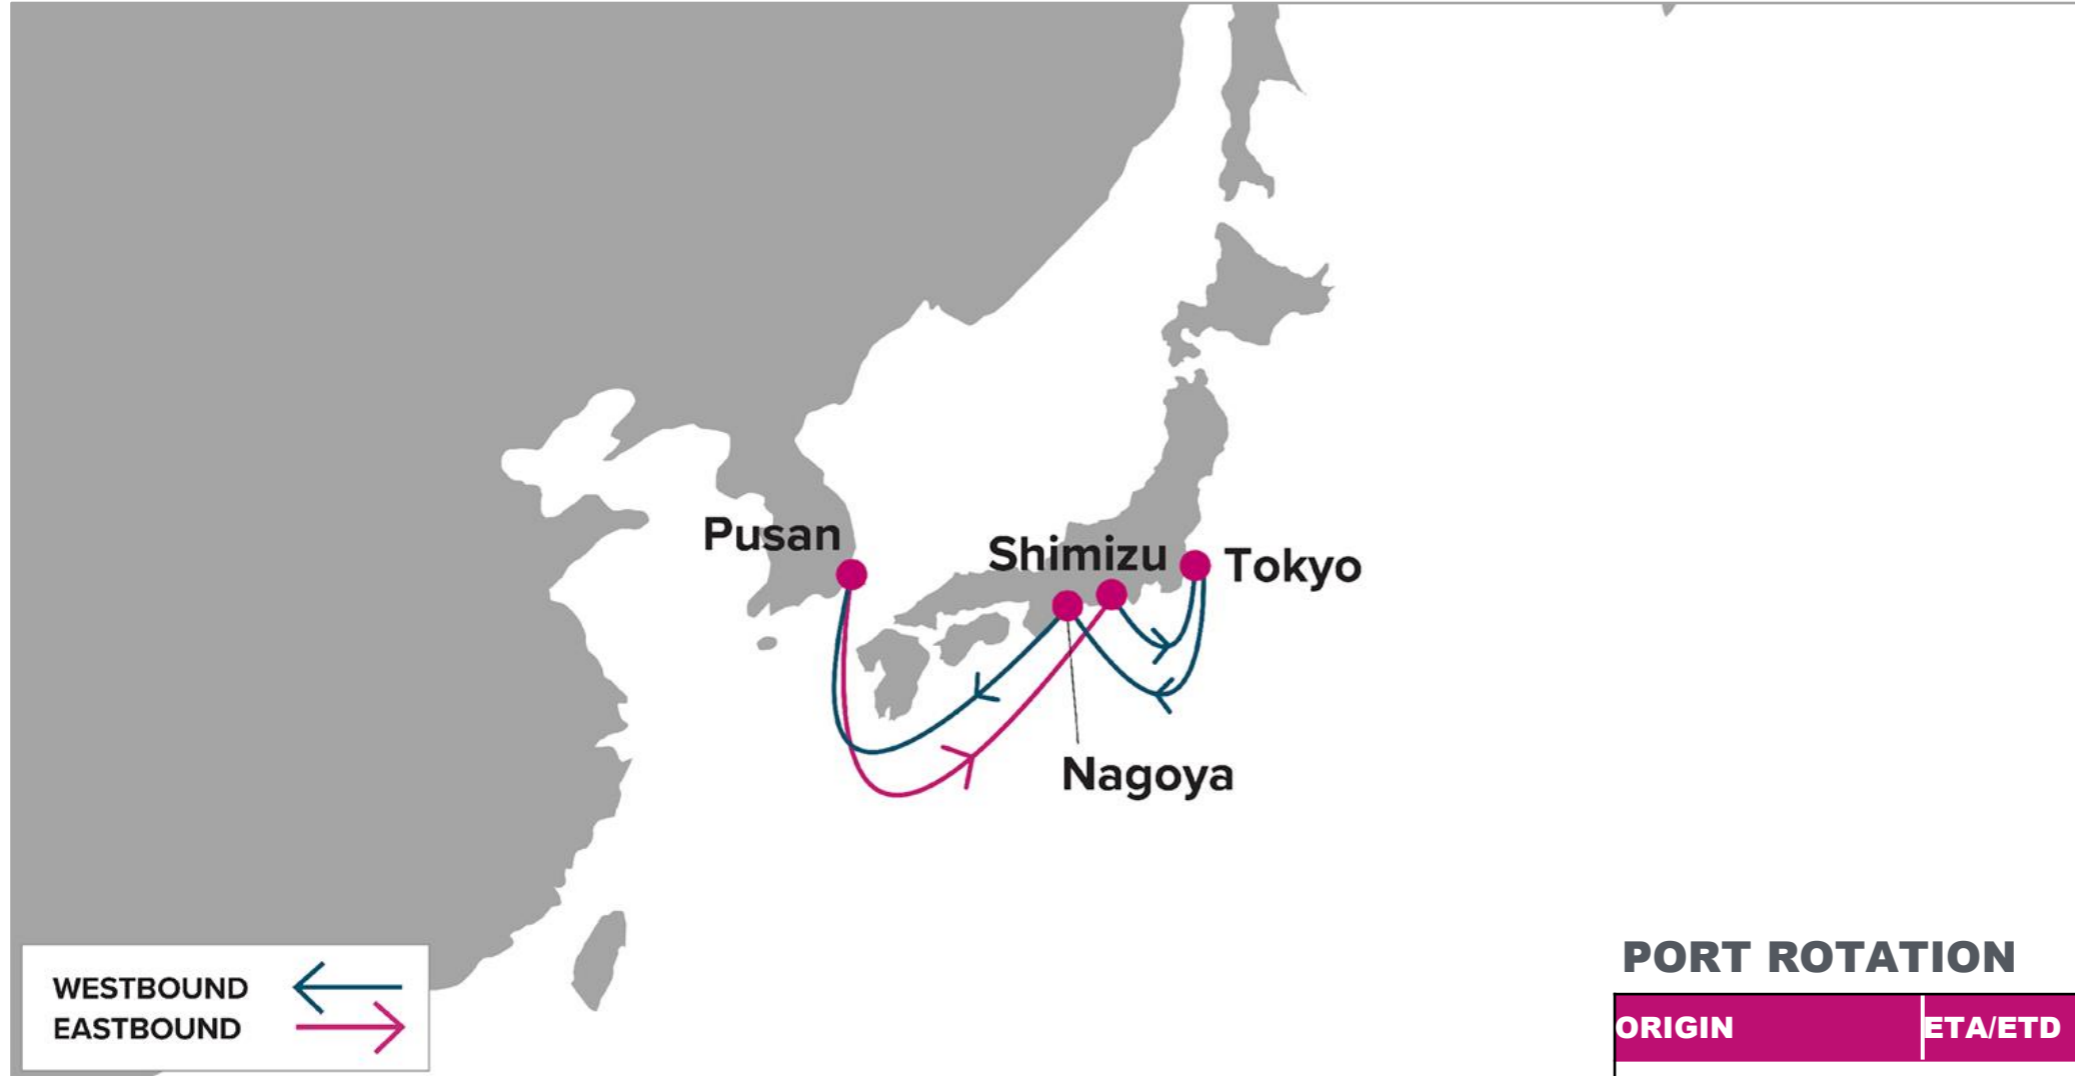 Pusan
Shimizu
Tokyo
Nagoya
WESTBOUND
EASTBOUND
PORT ROTATION
ORIGIN ETA/ETD